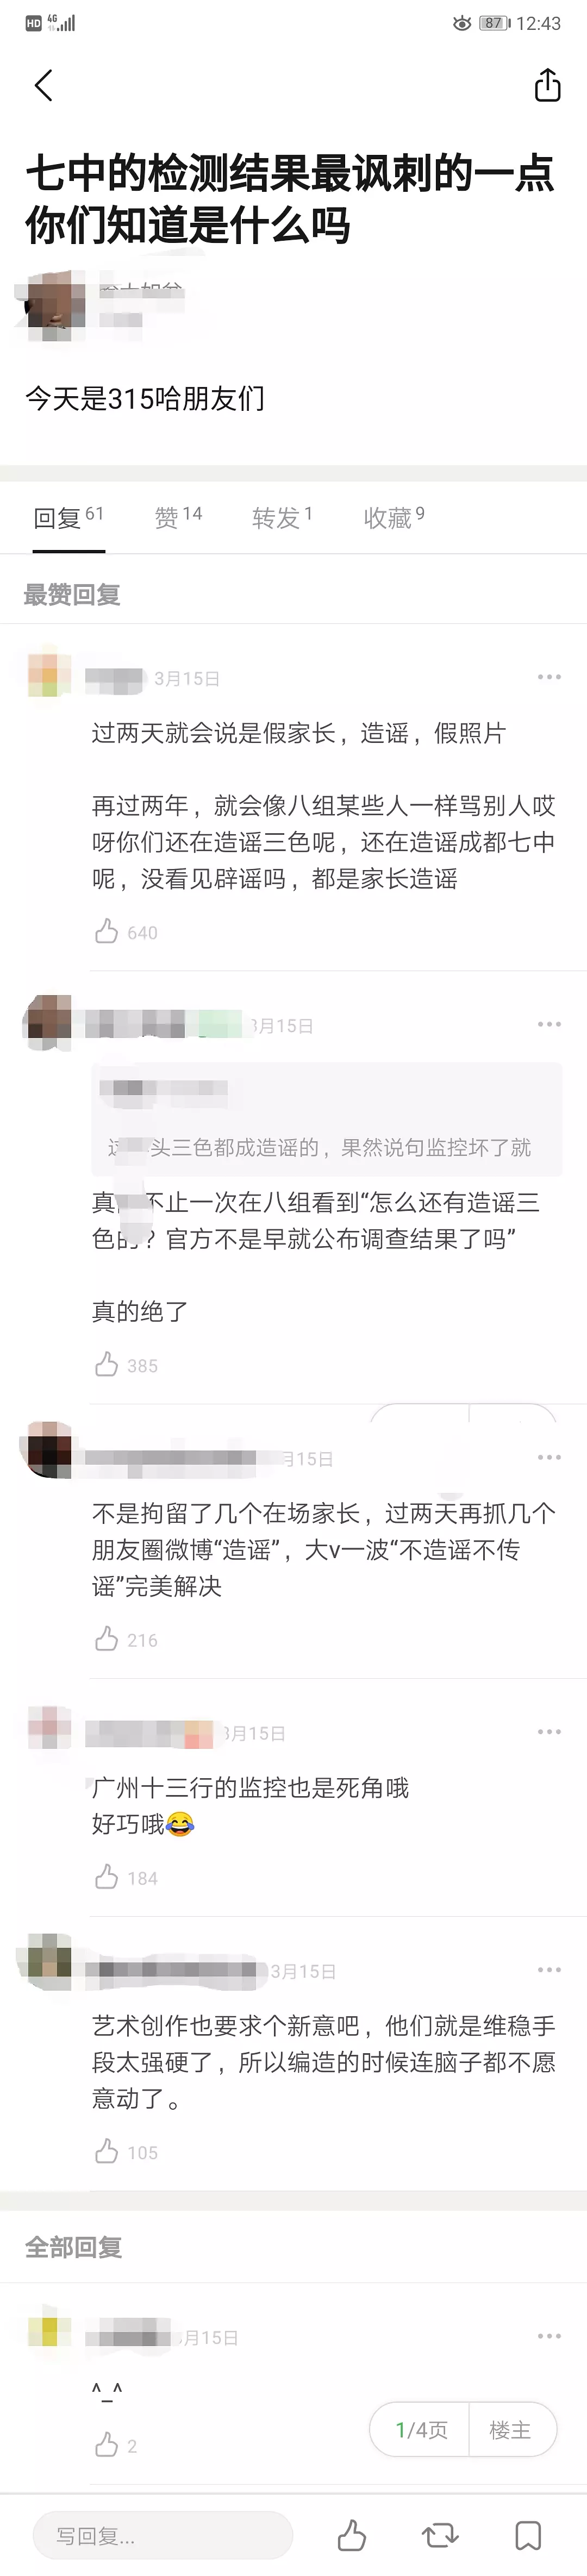 HD 4G 87 12:43
七中的检测结果最讽刺的一点
你们知道是什么吗
今天是315哈朋友们
回复 61 赞 14 转发 1 收藏 9
最赞回复
3月15日
过两天就会说是假家长，造谣，假照片
再过两年，就会像八组某些人一样骂别人哎
呀你们还在造谣三色呢，还在造谣成都七中
呢，没看见辟谣吗，都是家长造谣
640
3月15日
头三色都成造谣的，果然说句监控坏了就
真 不止一次在八组看到“怎么还有造谣三
色的？官方不是早就公布调查结果了吗”
真的绝了
385
月15日
不是拘留了几个在场家长，过两天再抓几个
朋友圈微博“造谣”，大v一波“不造谣不传
谣”完美解决
216
3月15日
广州十三行的监控也是死角哦
好巧哦😂
184
3月15日
艺术创作也要求个新意吧，他们就是维稳手
段太强硬了，所以编造的时候连脑子都不愿
意动了。
105
全部回复
月15日
^_^
2
1/4页 楼主
写回复...